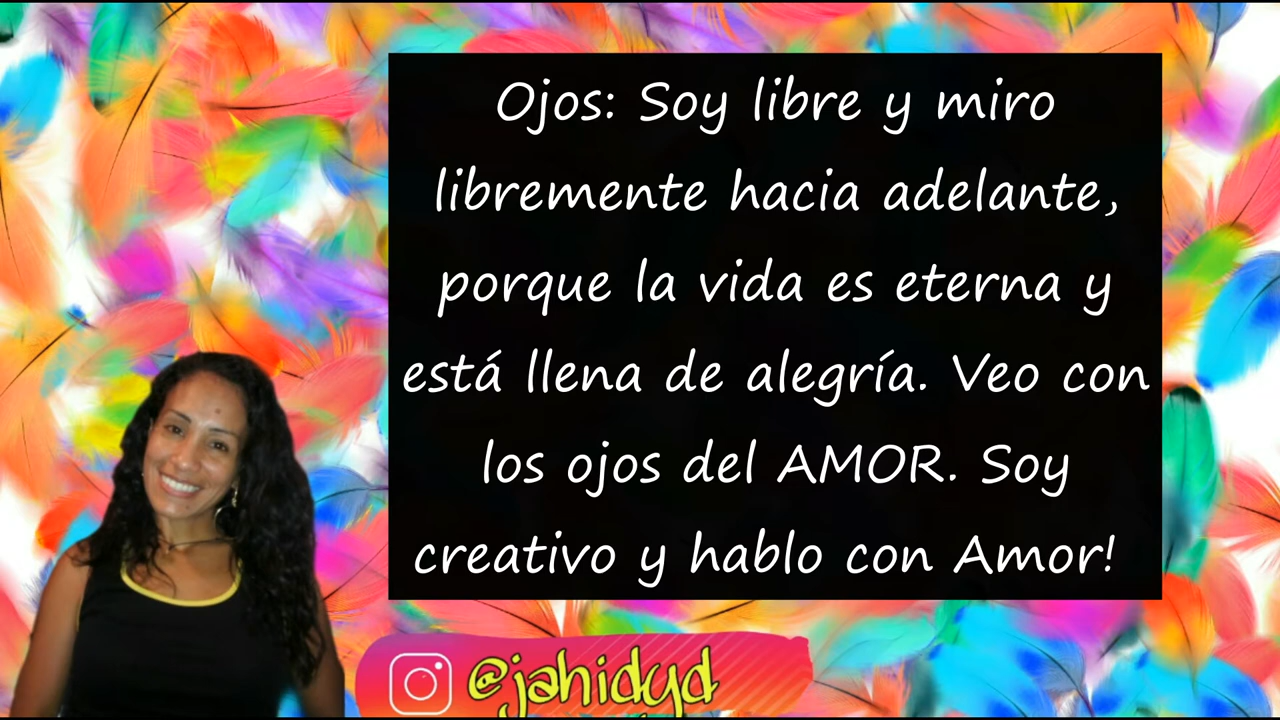 Ojos: Soy libre y miro
libremente hacia adelante,
porque la vida es eterna y
está llena de alegría. Veo con
los ojos del AMOR. Soy
creativo y hablo con Amor!
@jahidyd